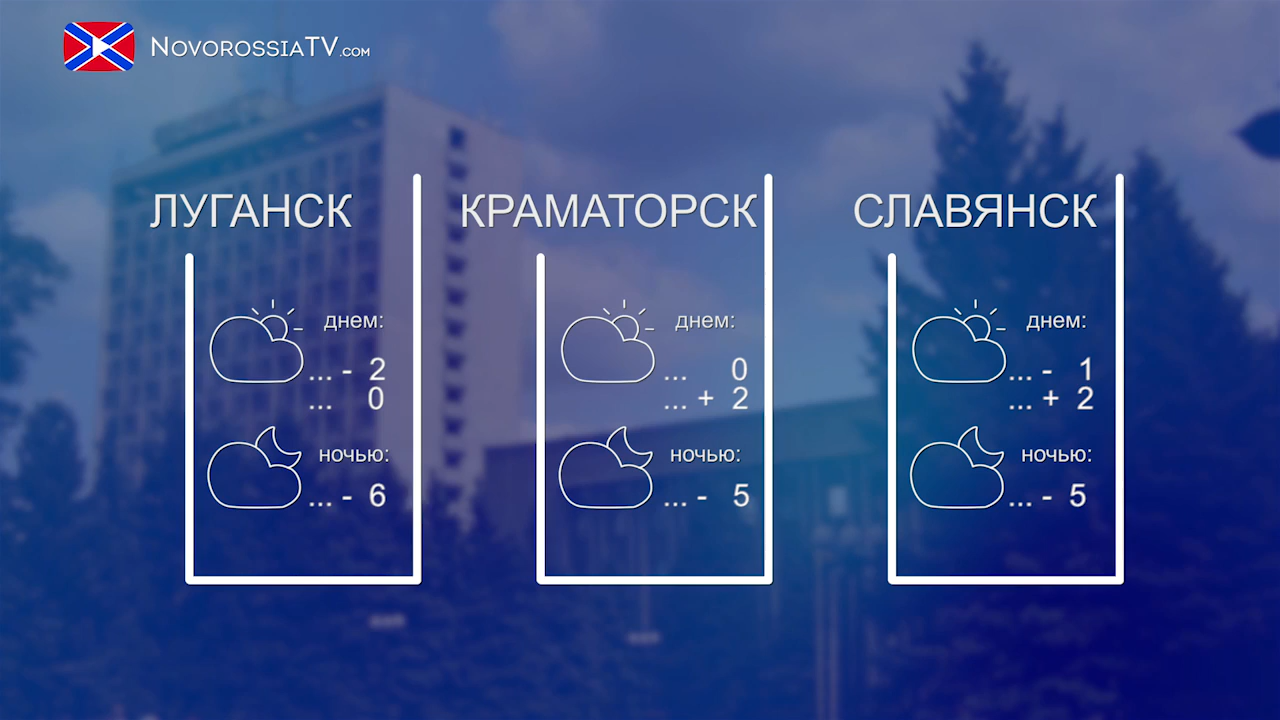 NovorossiaTV.com
ЛУГАНСК
днем:
... - 2
... 0
ночью:
... - 6
КРАМАТОРСК
днем:
... 0
... + 2
ночью:
... - 5
СЛАВЯНСК
днем:
... - 1
... + 2
ночью:
... - 5